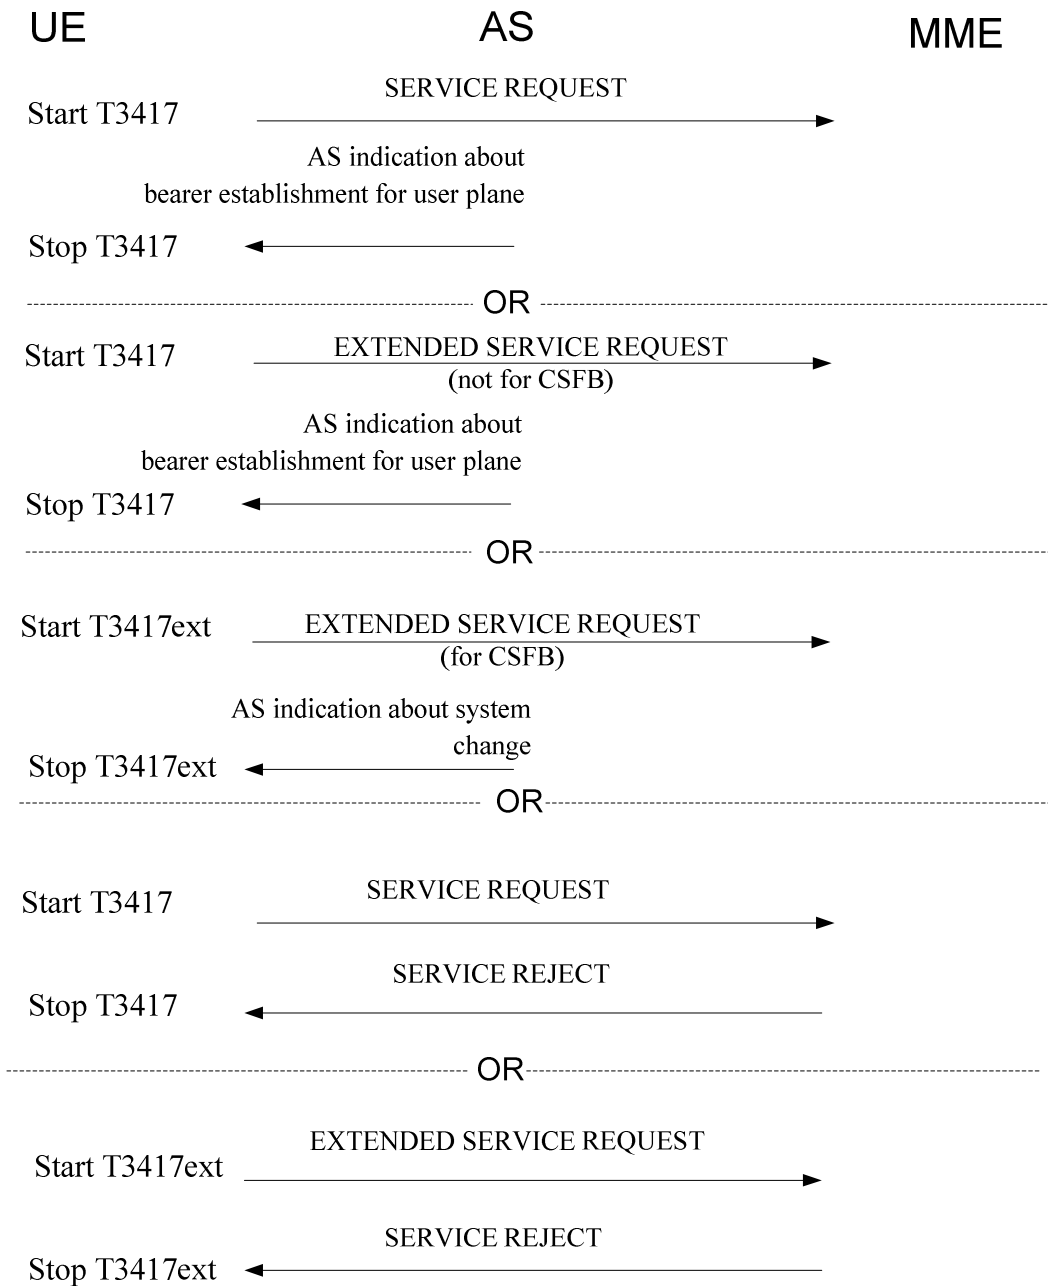 UE AS MME
SERVICE REQUEST
Start T3417
AS indication about
bearer establishment for user plane
Stop T3417
OR
EXTENDED SERVICE REQUEST
Start T3417
(not for CSFB)
AS indication about
bearer establishment for user plane
Stop T3417
OR
Start T3417ext
EXTENDED SERVICE REQUEST
(for CSFB)
AS indication about system
change
Stop T3417ext
OR
SERVICE REQUEST
Start T3417
SERVICE REJECT
Stop T3417
OR
EXTENDED SERVICE REQUEST
Start T3417ext
SERVICE REJECT
Stop T3417ext